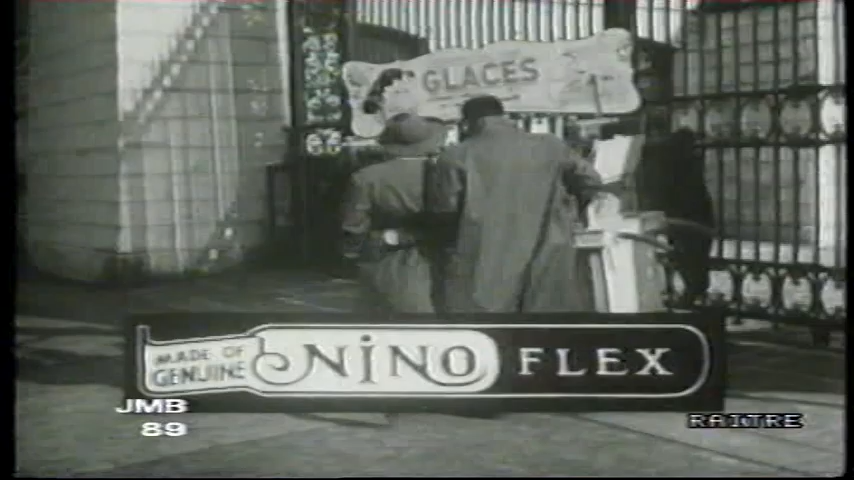 GLACES
MADE OF
GENUINE
NINO FLEX
JMB
89
RAITRE